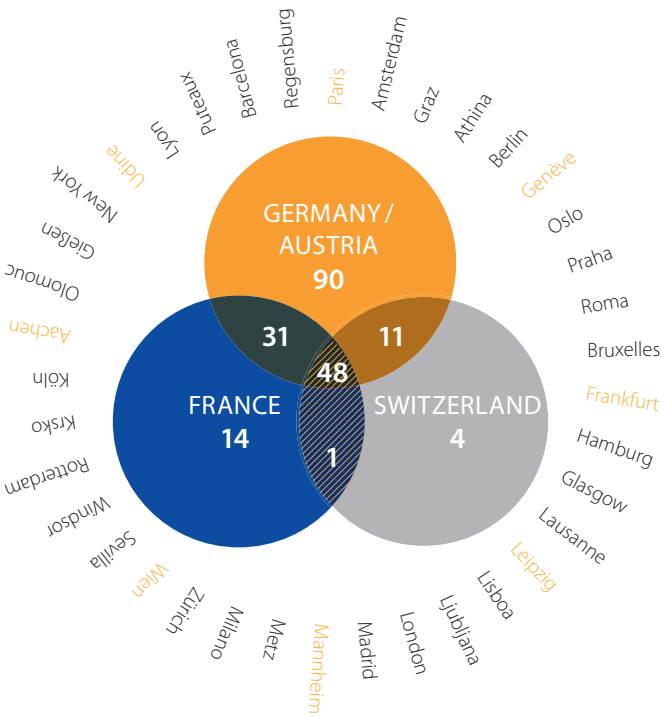 Paris
Amsterdam
Graz
Athina
Berlin
Genève
Oslo
Praha
Roma
Bruxelles
Frankfurt
Hamburg
Glasgow
Lausanne
Leipzig
Lisboa
Ljubljana
London
Madrid
Mannheim
Metz
Milano
Zürich
Wien
Sevilla
Windsor
Rotterdam
Krsko
Köln
Aachen
Olomouc
Gießen
New York
Udine
Lyon
Puteaux
Barcelona
Regensburg
GERMANY /
AUSTRIA
90
31
11
48
FRANCE
14
SWITZERLAND
4
1